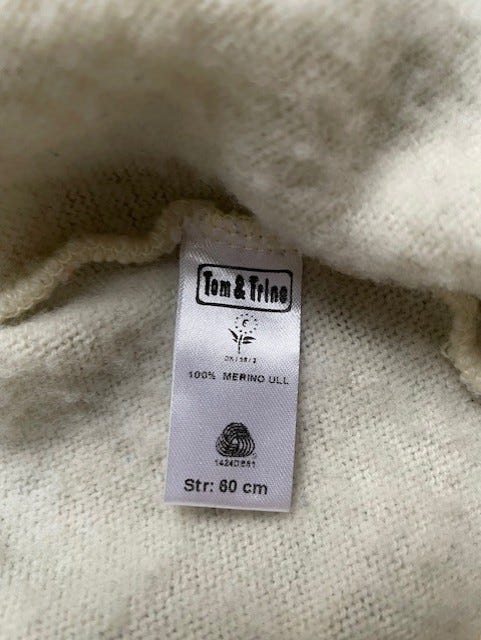 Tom & Trine
100% MERINO ULL
Str: 60 cm